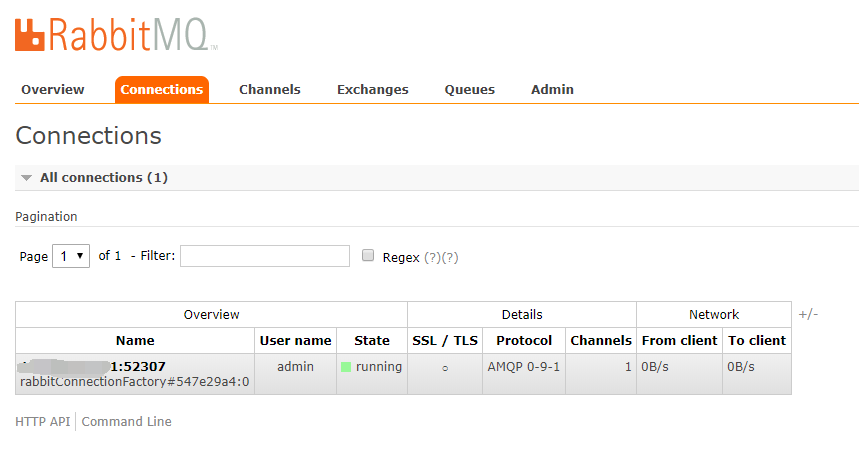 RabbitMQ TM
Overview Connections Channels Exchanges Queues Admin
Connections
All connections (1)
Pagination
Page 1 of 1 - Filter: Regex (?)(?)
Overview Details Network +/-
Name User name State SSL / TLS Protocol Channels From client To client
1:52307 admin running ○ AMQP 0-9-1 1 0B/s 0B/s
rabbitConnectionFactory#547e29a4:0
HTTP API Command Line